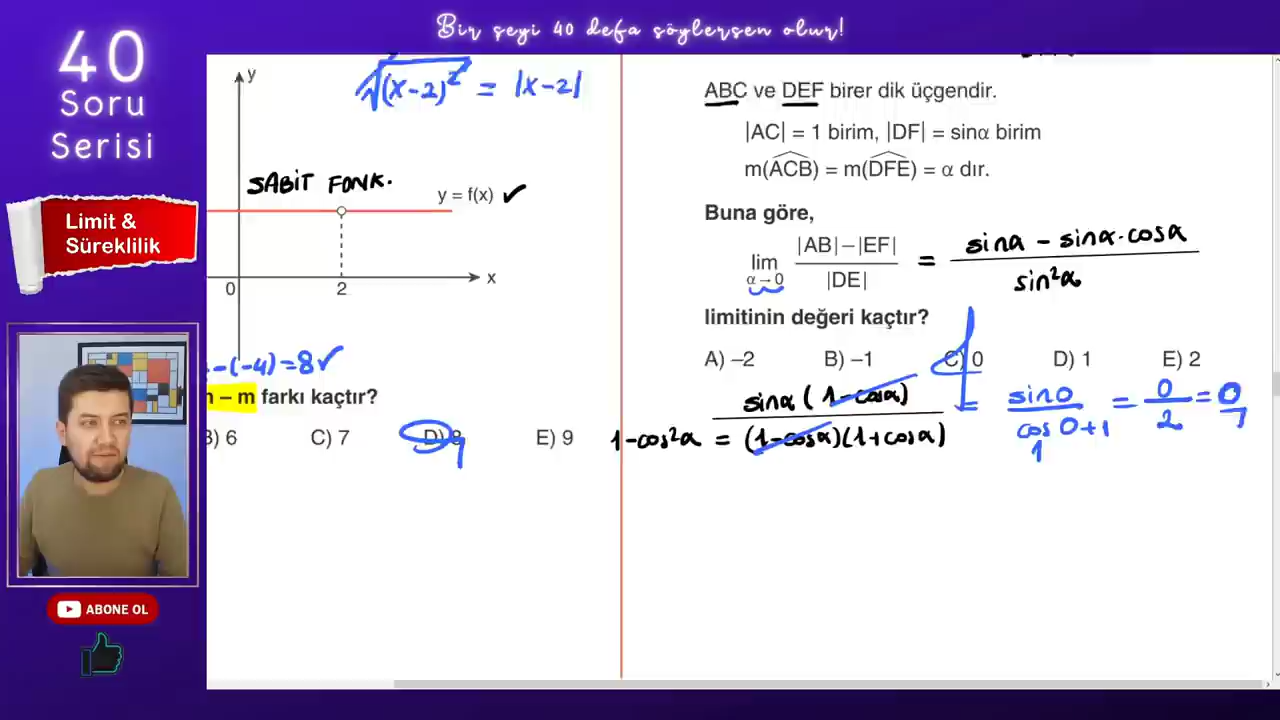 Bir şeyi 40 defa söylersen olur!
40
Soru
Serisi
Limit &
Süreklilik
ABONE OL
y
√(x-2)² = |x-2|
SABİT FONK.
y = f(x) ✓
0
2
x
-(-4)=8✓
n – m farkı kaçtır?
B) 6
C) 7
D) 8
E) 9
ABC ve DEF birer dik üçgendir.
|AC| = 1 birim, |DF| = sinα birim
m(ACB) = m(DFE) = α dır.
Buna göre,
lim α→0 |AB|–|EF| / |DE| = sinα - sinα·cosα / sin²α
limitinin değeri kaçtır?
A) –2
B) –1
C) 0
D) 1
E) 2
sinα (1-cosα)
1-cos²α = (1-cosα)(1+cosα)
= sin0 / cos0+1 = 0/2 = 0
1